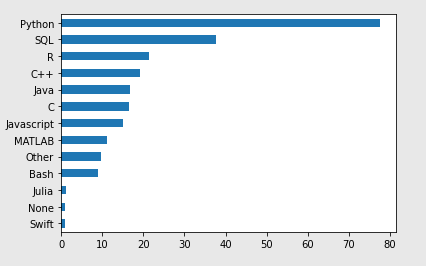 Python
SQL
R
C++
Java
C
Javascript
MATLAB
Other
Bash
Julia
None
Swift
0 10 20 30 40 50 60 70 80